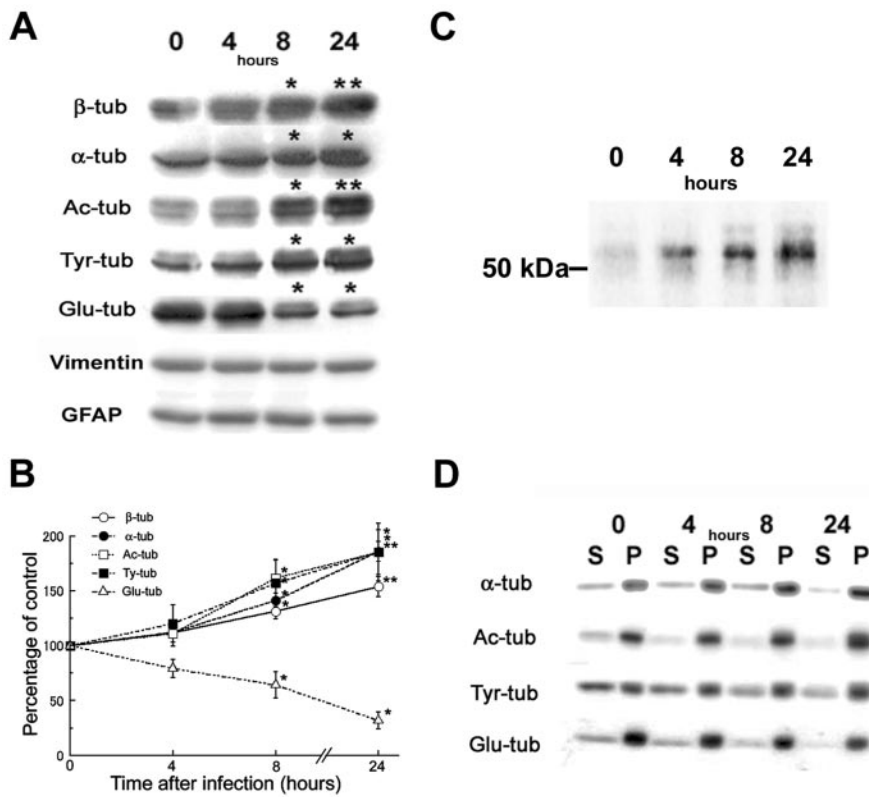 A
0 4 8 24
hours
* **
β-tub
* *
α-tub
* **
Ac-tub
* *
Tyr-tub
* *
Glu-tub
Vimentin
GFAP
B
β-tub
α-tub
Ac-tub
Ty-tub
Glu-tub
200
150
100
50
0
Percentage of control
* * **
**
*
*
*
*
*
*
0 4 8 24
Time after infection (hours)
C
0 4 8 24
hours
50 kDa
D
0 4 8 24
hours
S P S P S P S P
α-tub
Ac-tub
Tyr-tub
Glu-tub